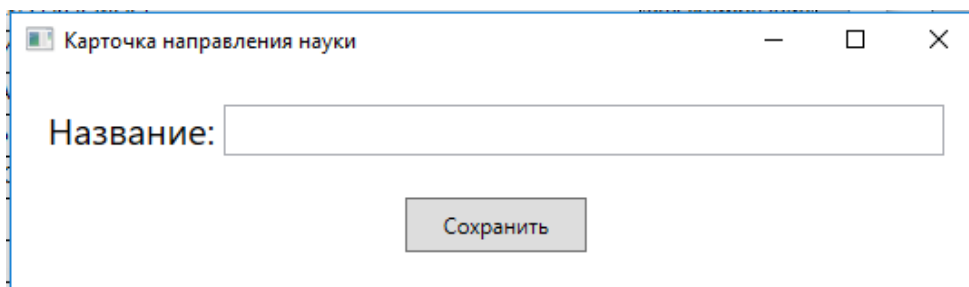 Карточка направления науки
Название:
Сохранить